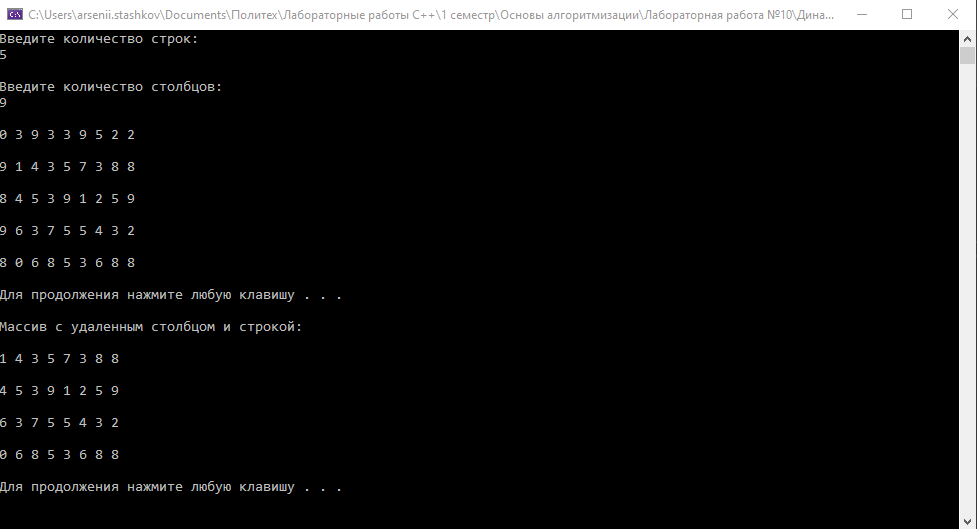 C:\Users\arsenii.stashkov\Documents\Политех\Лабораторные работы C++\1 семестр\Основы алгоритмизации\Лабораторная работа №10\Дина...
Введите количество строк:
5
Введите количество столбцов:
9
0 3 9 3 3 9 5 2 2
9 1 4 3 5 7 3 8 8
8 4 5 3 9 1 2 5 9
9 6 3 7 5 5 4 3 2
8 0 6 8 5 3 6 8 8
Для продолжения нажмите любую клавишу . . .
Массив с удаленным столбцом и строкой:
1 4 3 5 7 3 8 8
4 5 3 9 1 2 5 9
6 3 7 5 5 4 3 2
0 6 8 5 3 6 8 8
Для продолжения нажмите любую клавишу . . .